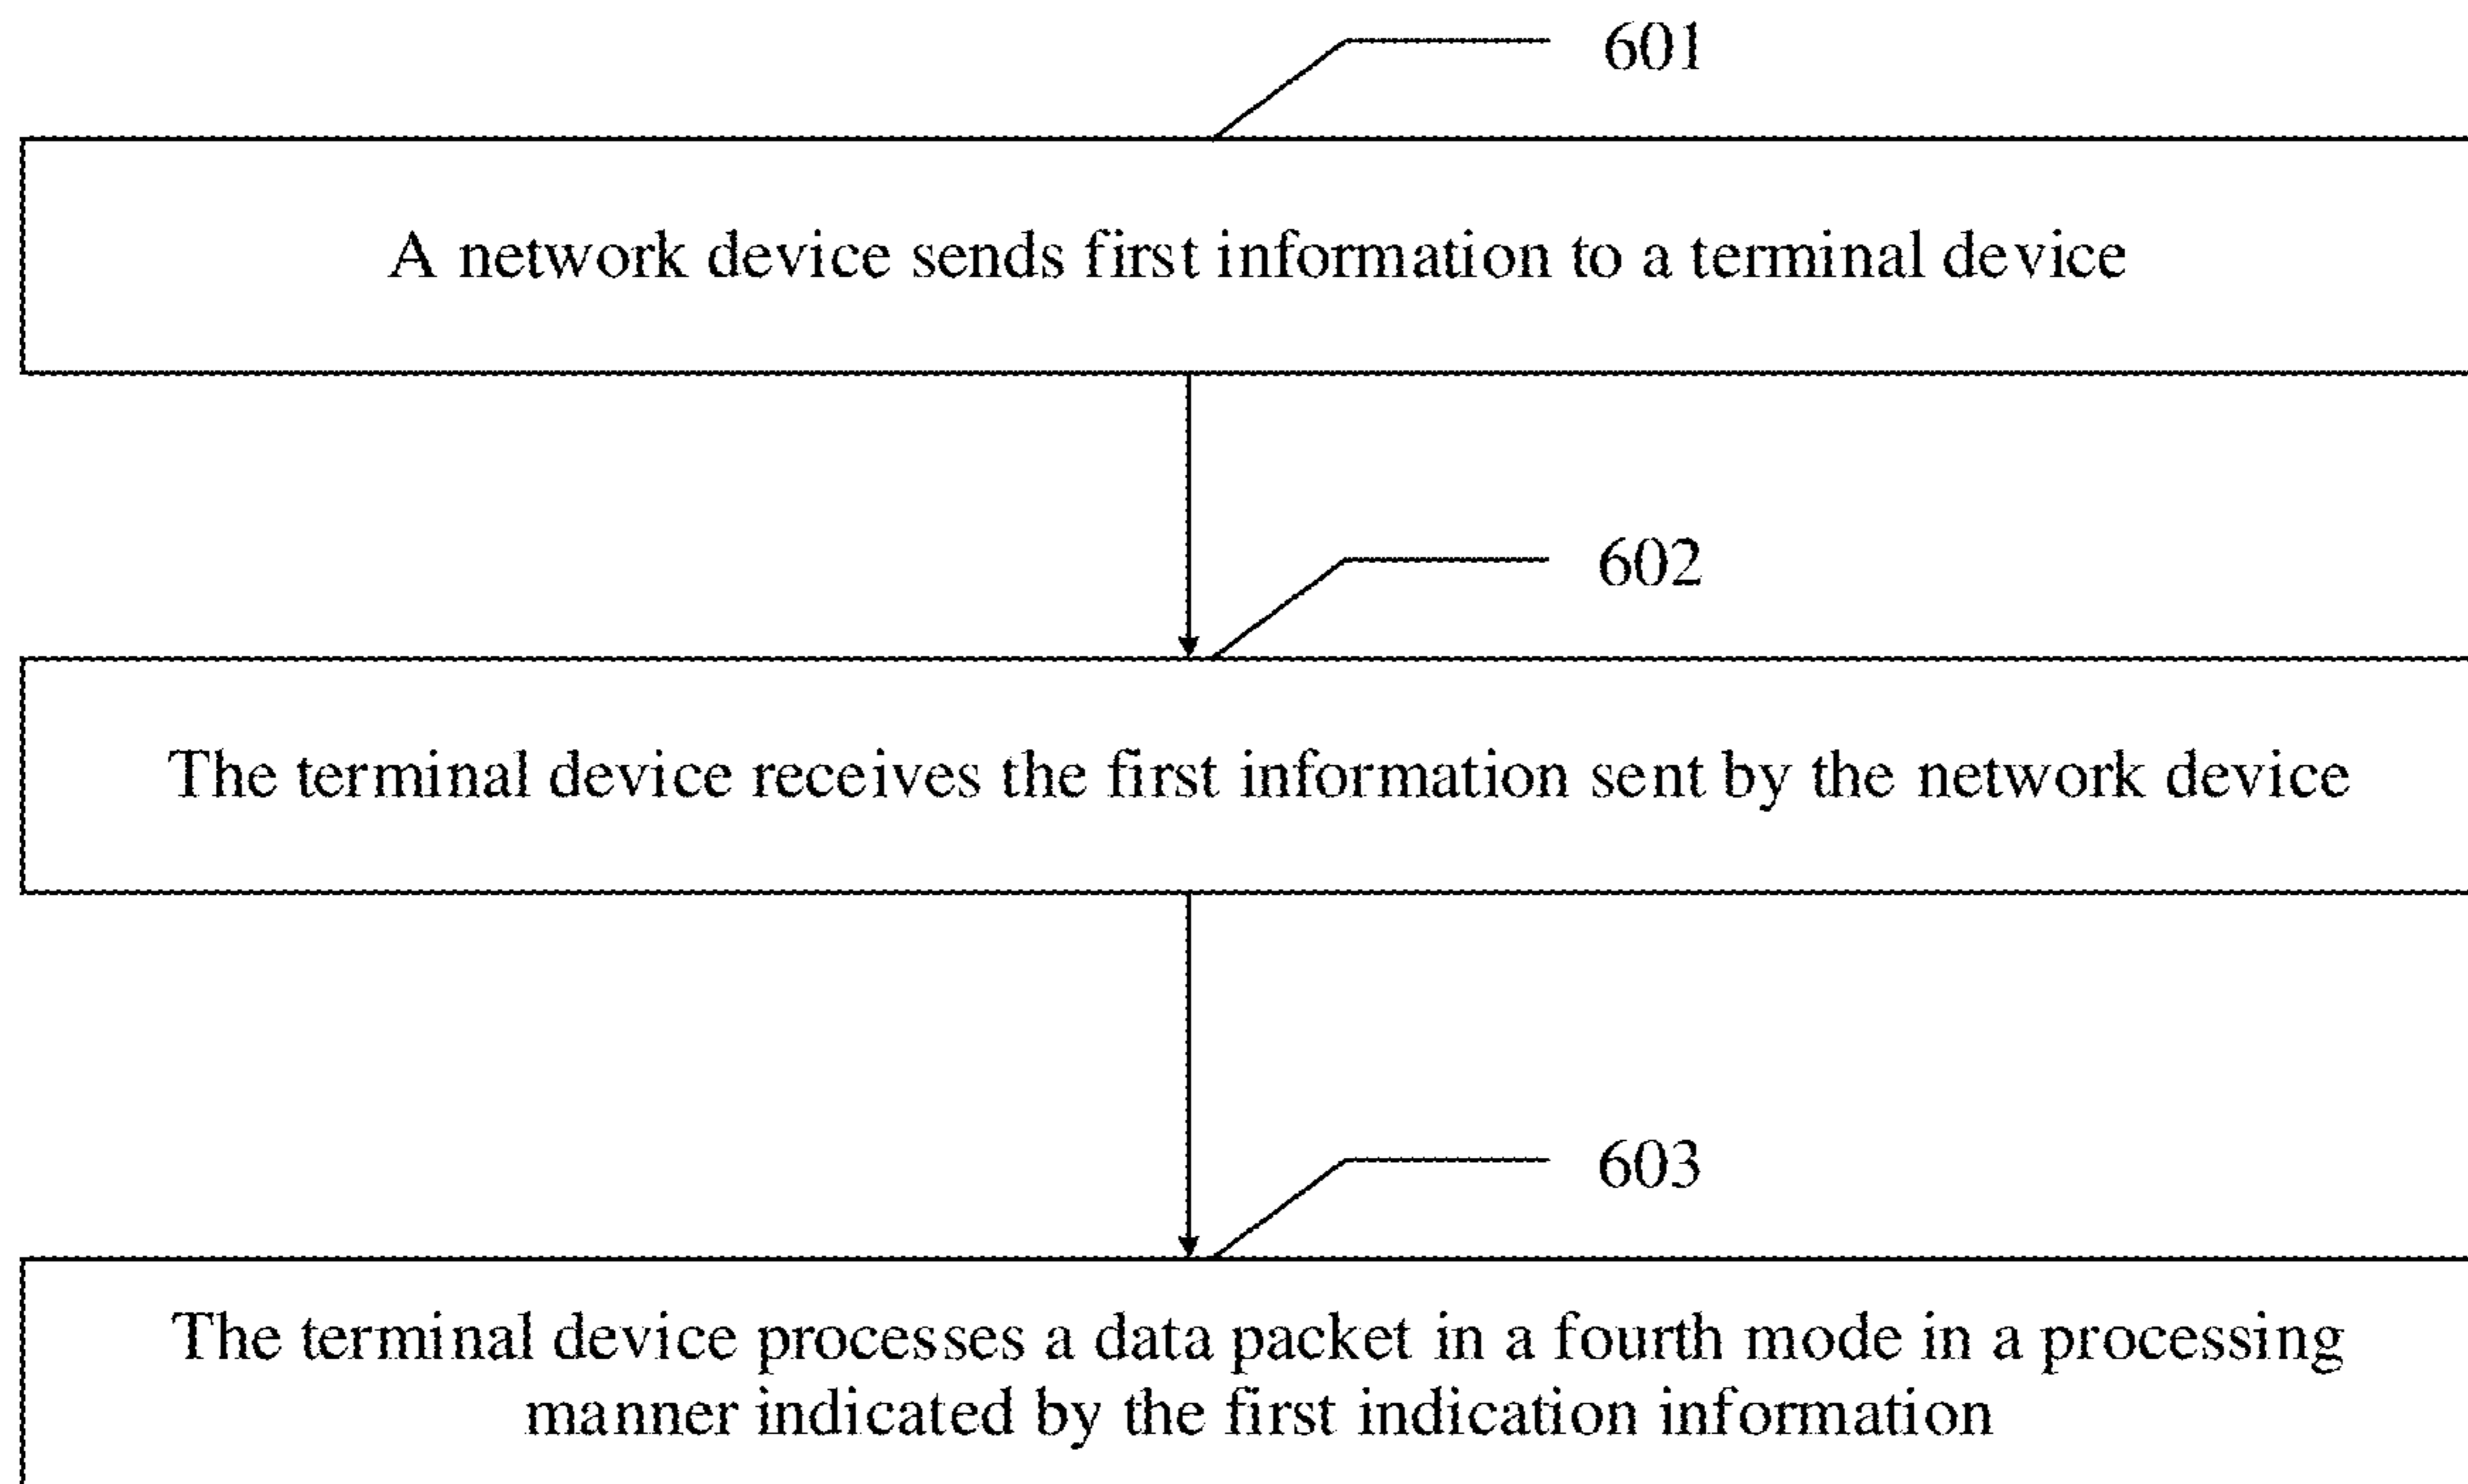 601
A network device sends first information to a terminal device
602
The terminal device receives the first information sent by the network device
603
The terminal device processes a data packet in a fourth mode in a processing
manner indicated by the first indication information